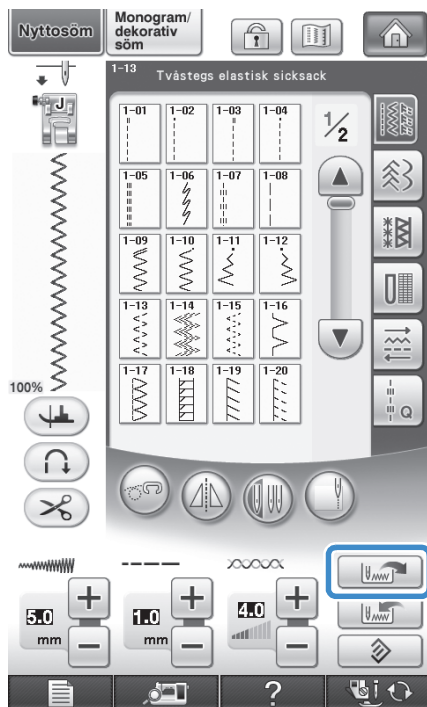 Nyttosöm
Monogram/
dekorativ
söm
1-13 Tvåstegs elastisk sicksack
J
1-01 1-02 1-03 1-04
1/2
1-05 1-06 1-07 1-08
1-09 1-10 1-11 1-12
1-13 1-14 1-15 1-16
1-17 1-18 1-19 1-20
100%
Q
5.0 1.0 4.0
mm mm
?